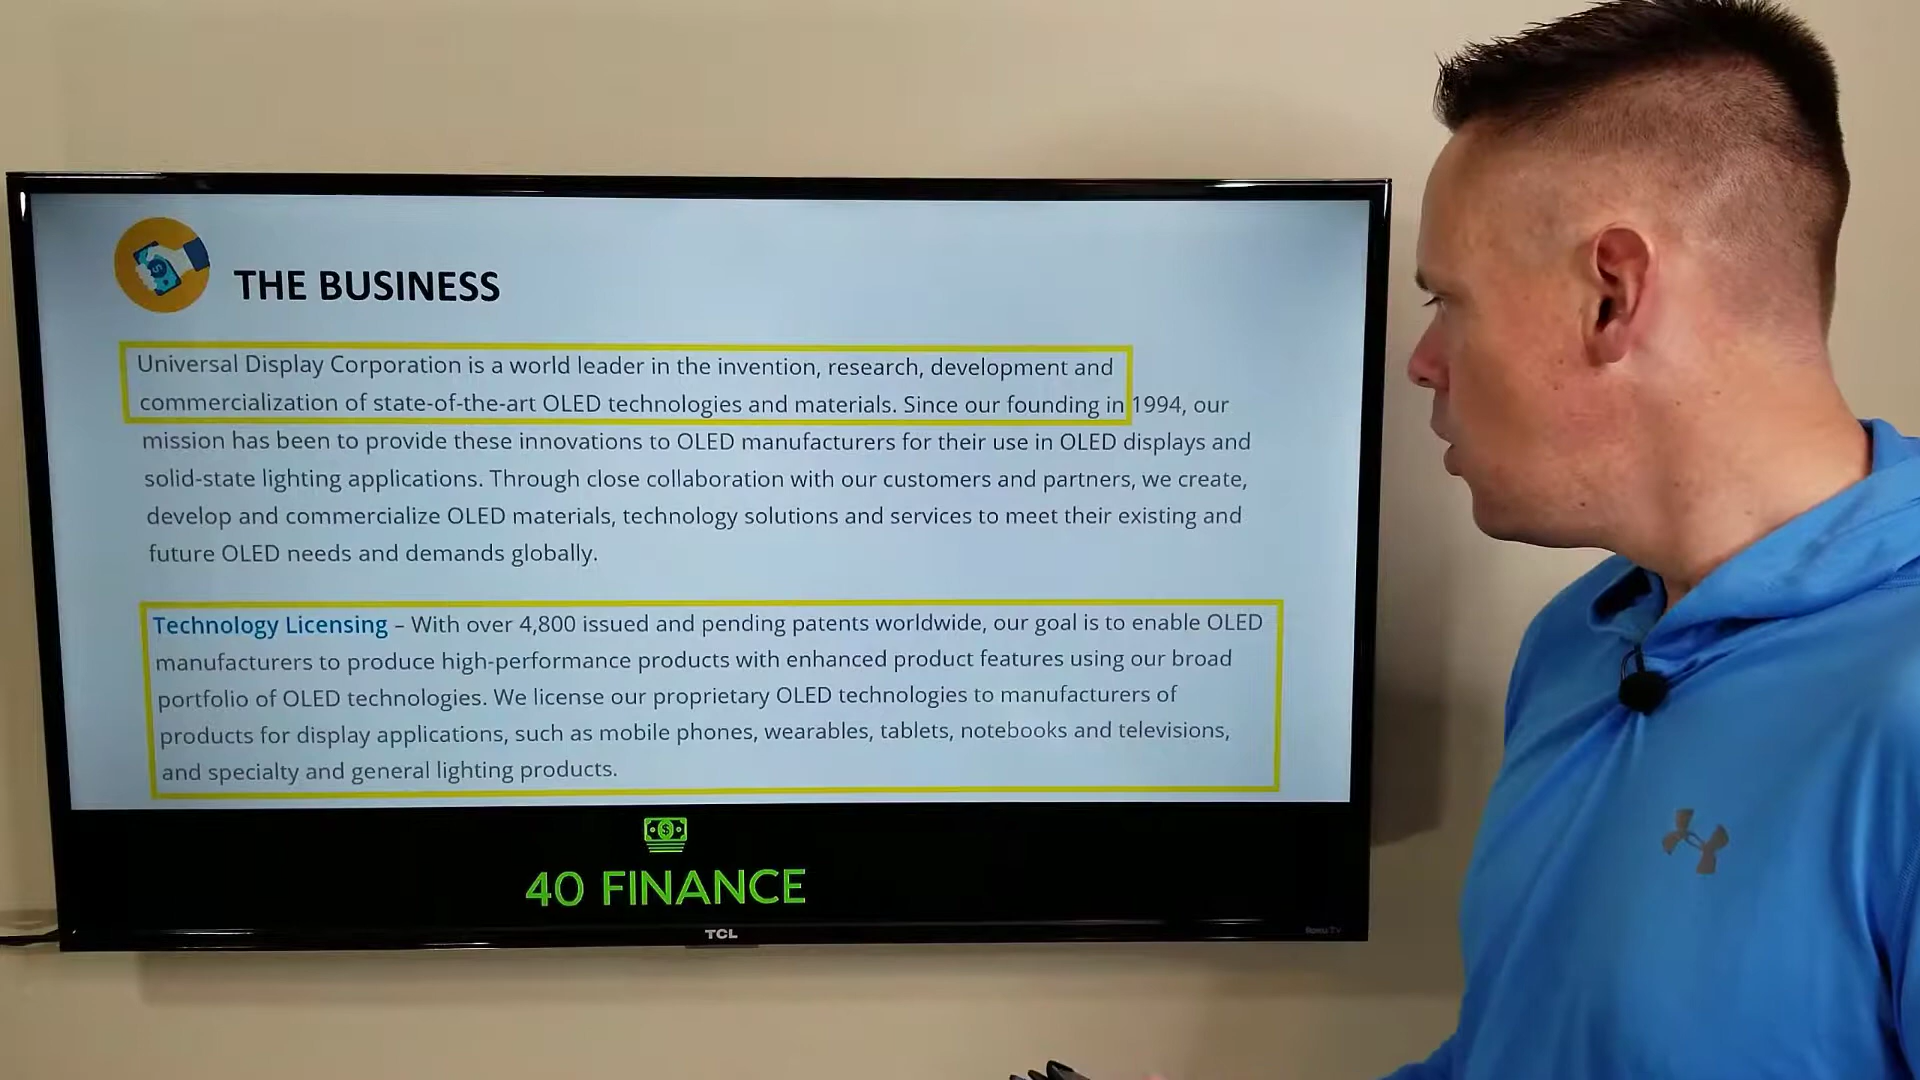 THE BUSINESS
Universal Display Corporation is a world leader in the invention, research, development and
commercialization of state-of-the-art OLED technologies and materials. Since our founding in 1994, our
mission has been to provide these innovations to OLED manufacturers for their use in OLED displays and
solid-state lighting applications. Through close collaboration with our customers and partners, we create,
develop and commercialize OLED materials, technology solutions and services to meet their existing and
future OLED needs and demands globally.
Technology Licensing – With over 4,800 issued and pending patents worldwide, our goal is to enable OLED
manufacturers to produce high-performance products with enhanced product features using our broad
portfolio of OLED technologies. We license our proprietary OLED technologies to manufacturers of
products for display applications, such as mobile phones, wearables, tablets, notebooks and televisions,
and specialty and general lighting products.
40 FINANCE
TCL
Roku TV